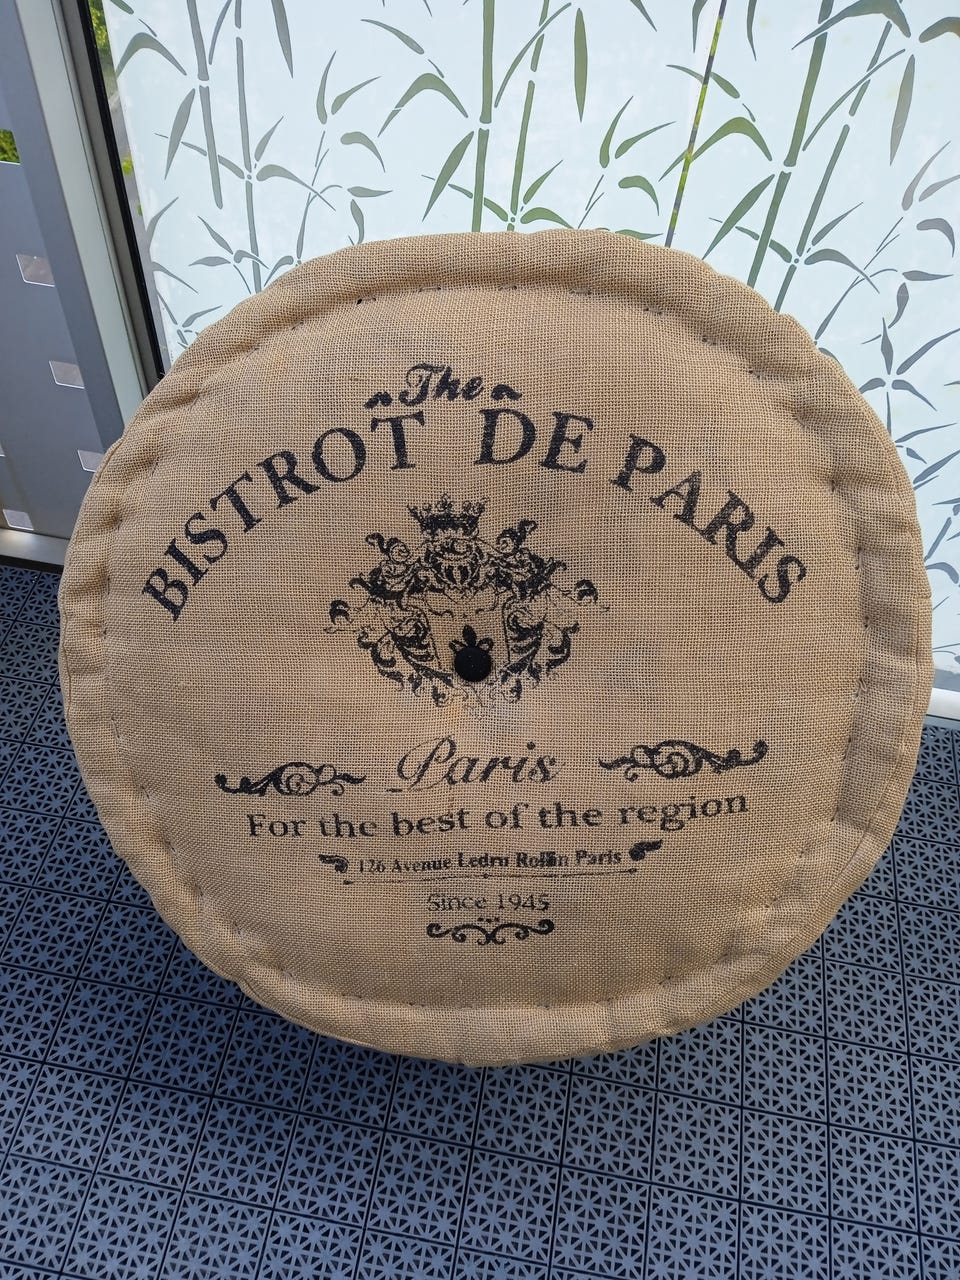 The
BISTROT DE PARIS
Paris
For the best of the region
126 Avenue Ledru Rollin Paris
Since 1945